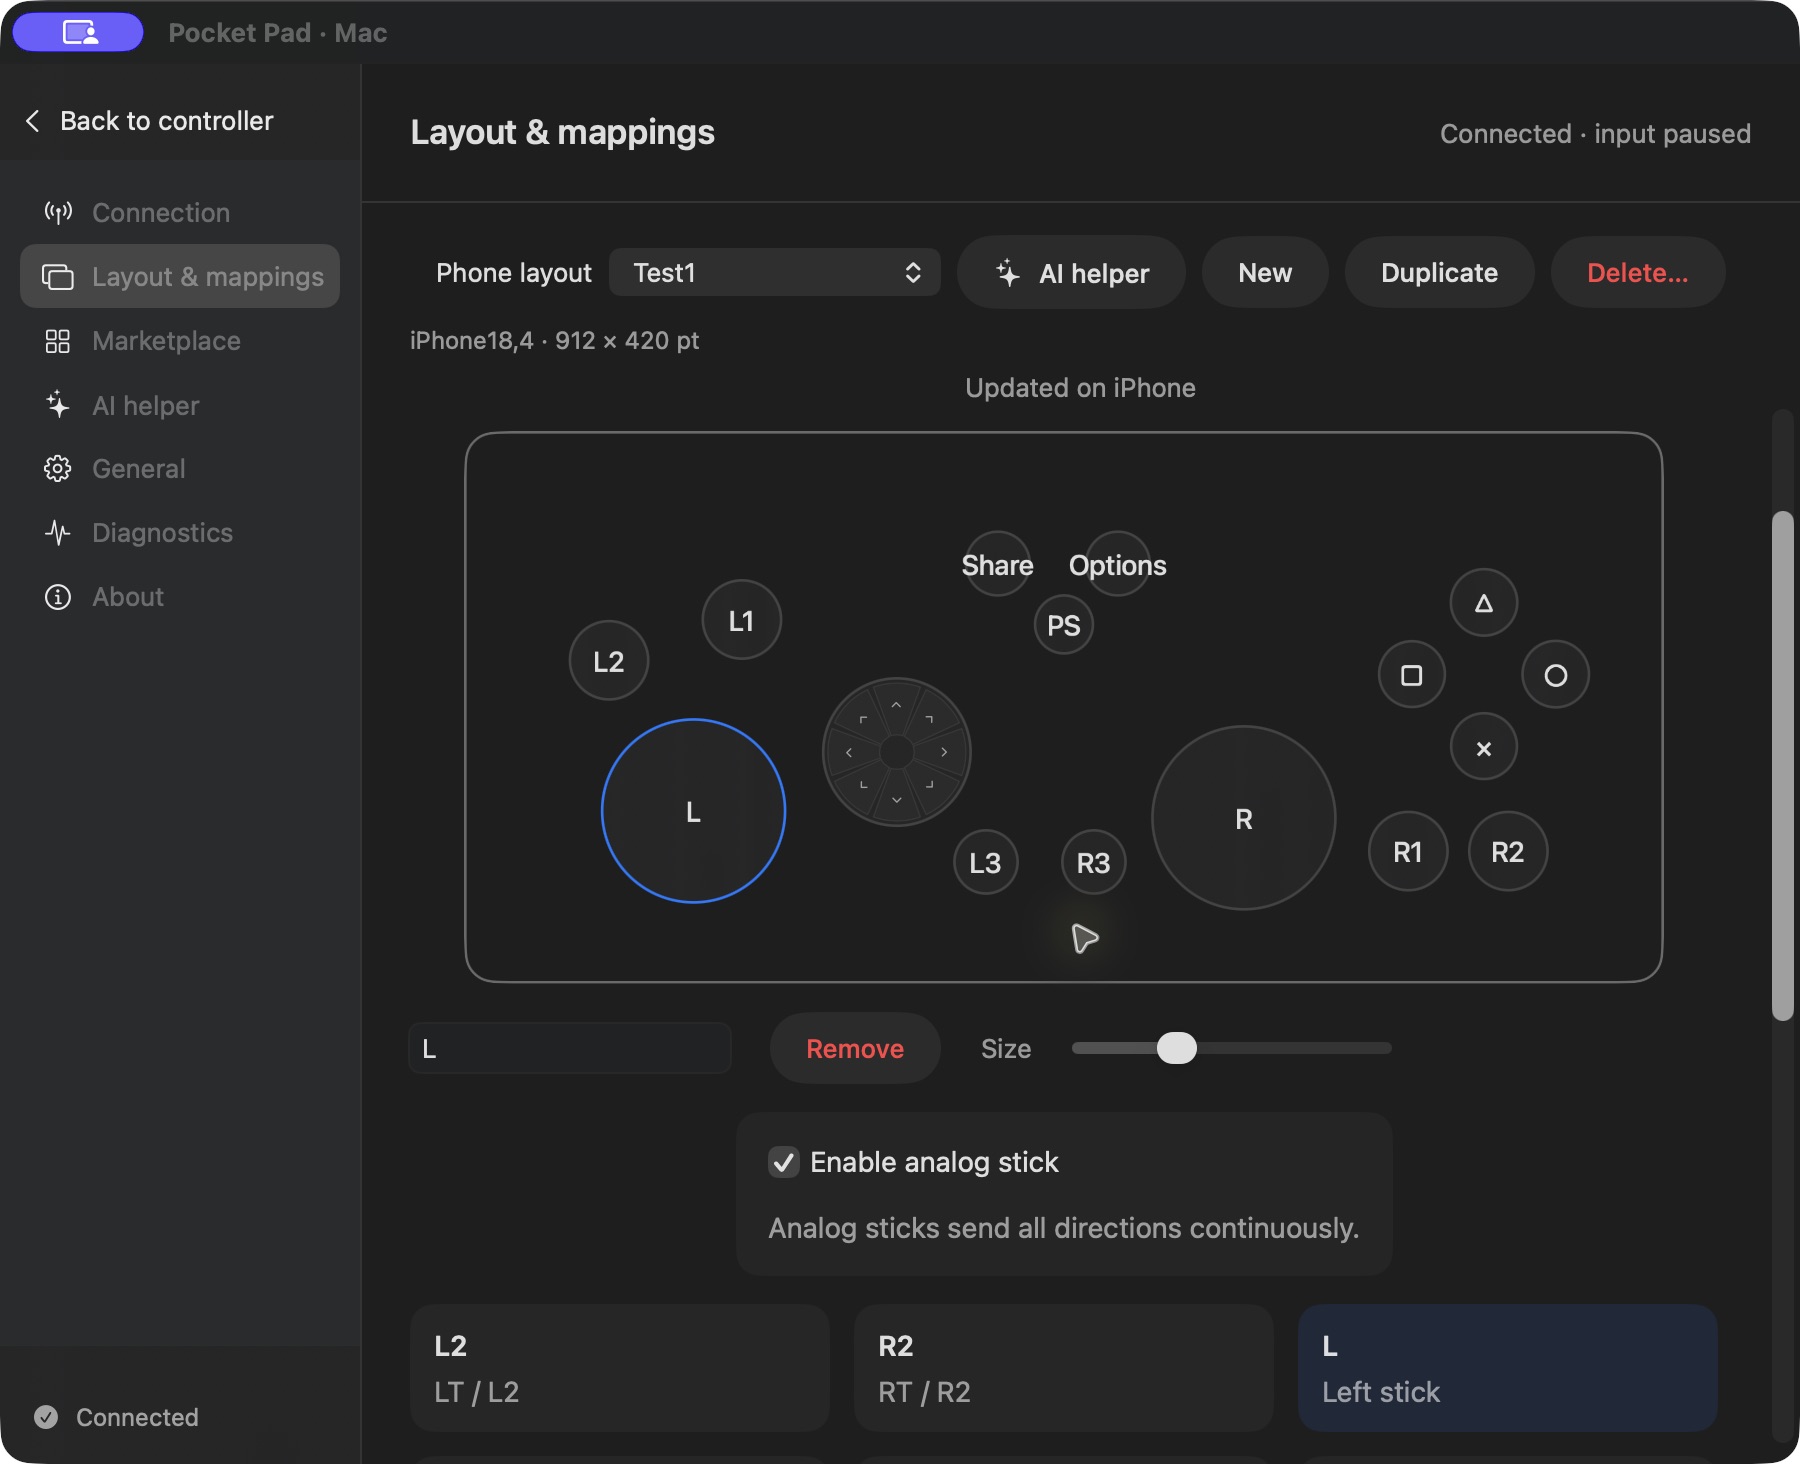 Pocket Pad · Mac
Back to controller
Connection
Layout & mappings
Marketplace
AI helper
General
Diagnostics
About
Connected
Layout & mappings
Connected · input paused
Phone layout
Test1
AI helper
New
Duplicate
Delete...
iPhone18,4 · 912 × 420 pt
Updated on iPhone
Share
Options
PS
L1
L2
L
L3
R3
R
R1
R2
L
Remove
Size
Enable analog stick
Analog sticks send all directions continuously.
L2
LT / L2
R2
RT / R2
L
Left stick